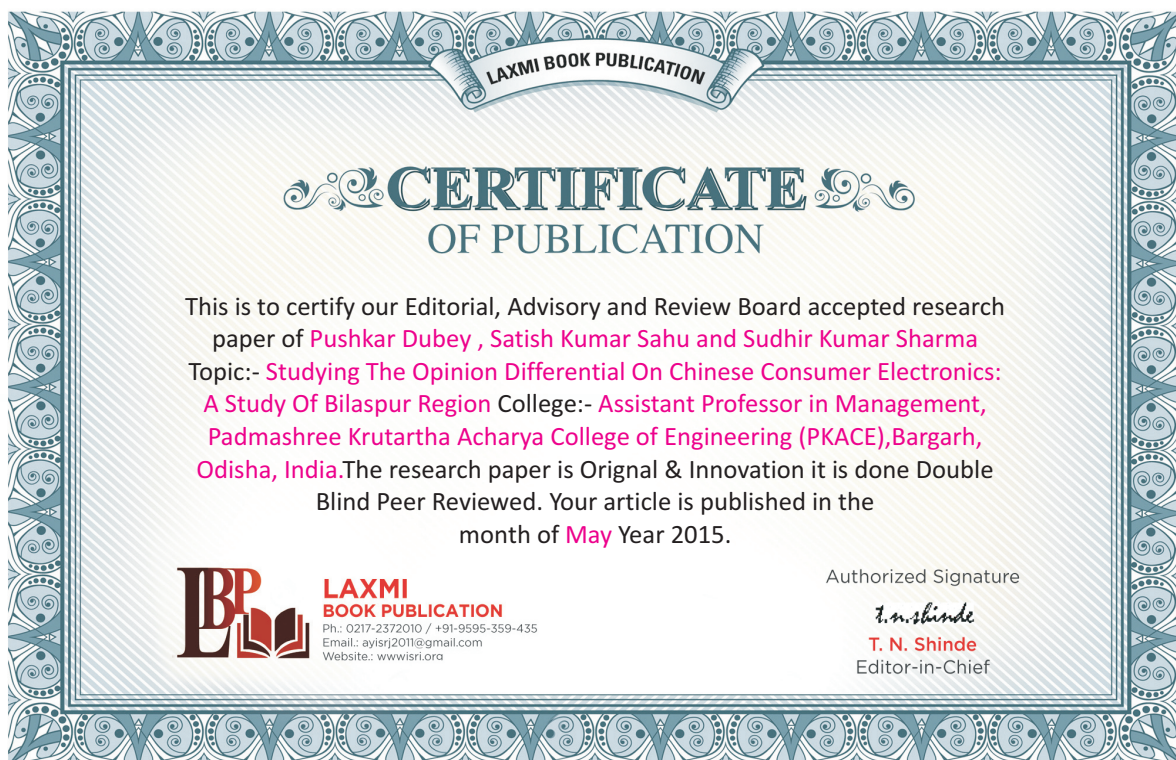 LAXMI BOOK PUBLICATION
CERTIFICATE
OF PUBLICATION
This is to certify our Editorial, Advisory and Review Board accepted research
paper of Pushkar Dubey , Satish Kumar Sahu and Sudhir Kumar Sharma
Topic:- Studying The Opinion Differential On Chinese Consumer Electronics:
A Study Of Bilaspur Region College:- Assistant Professor in Management,
Padmashree Krutartha Acharya College of Engineering (PKACE),Bargarh,
Odisha, India.The research paper is Orignal & Innovation it is done Double
Blind Peer Reviewed. Your article is published in the
month of May Year 2015.
LBP
LAXMI
BOOK PUBLICATION
Ph.: 0217-2372010 / +91-9595-359-435
Email.: ayisrj2011@gmail.com
Website.: wwwisri.org
Authorized Signature
t.n.shinde
T. N. Shinde
Editor-in-Chief